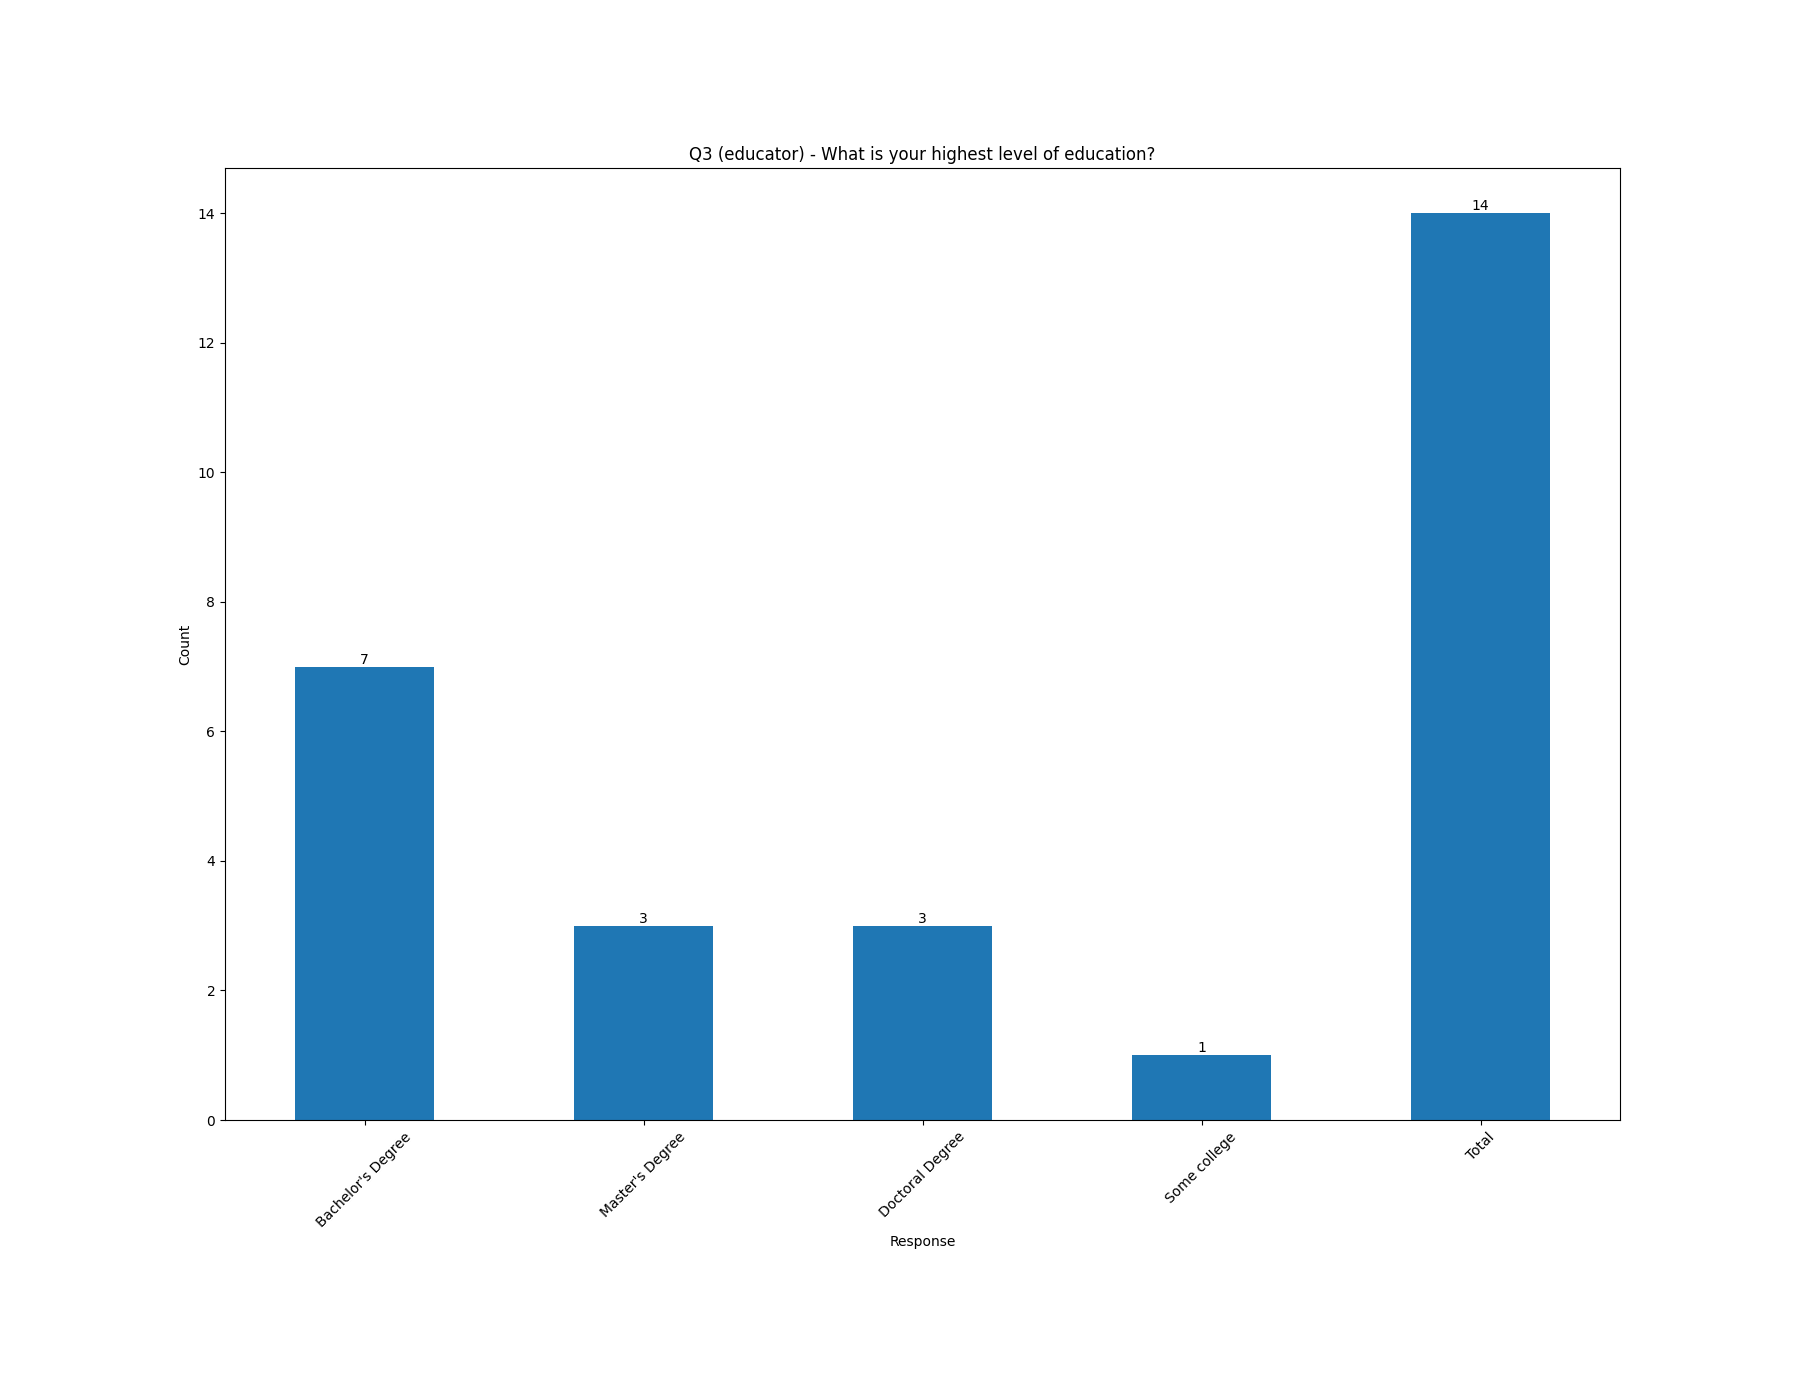 Q3 (educator) - What is your highest level of education?
14
14
12
10
8
7
6
4
3
3
2
1
0
Count
Bachelor's Degree
Master's Degree
Doctoral Degree
Some college
Total
Response